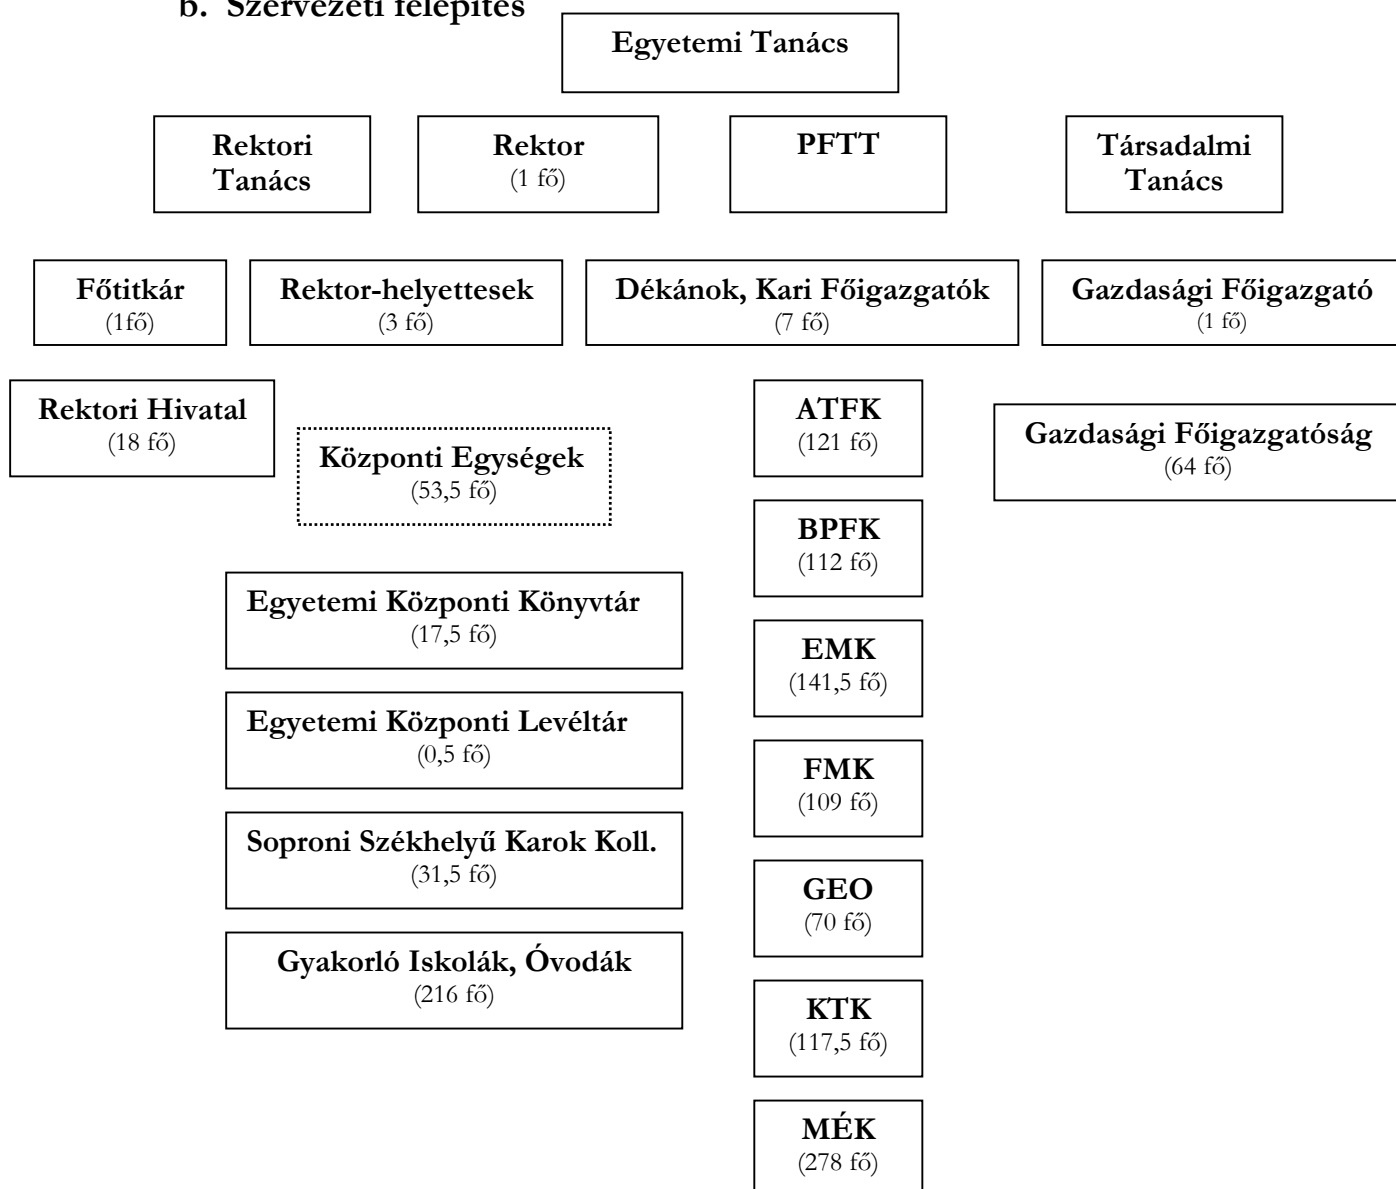 b. Szervezeti felépítés
Egyetemi Tanács
Rektori
Tanács
Rektor
(1 fő)
PFTT
Társadalmi
Tanács
Főtitkár
(1fő)
Rektor-helyettesek
(3 fő)
Dékánok, Kari Főigazgatók
(7 fő)
Gazdasági Főigazgató
(1 fő)
Rektori Hivatal
(18 fő)
Központi Egységek
(53,5 fő)
ATFK
(121 fő)
Gazdasági Főigazgatóság
(64 fő)
BPFK
(112 fő)
Egyetemi Központi Könyvtár
(17,5 fő)
EMK
(141,5 fő)
Egyetemi Központi Levéltár
(0,5 fő)
FMK
(109 fő)
Soproni Székhelyű Karok Koll.
(31,5 fő)
GEO
(70 fő)
Gyakorló Iskolák, Óvodák
(216 fő)
KTK
(117,5 fő)
MÉK
(278 fő)